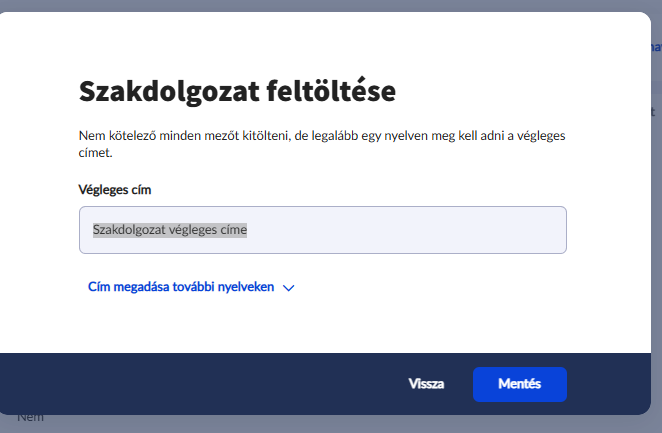 Szakdolgozat feltöltése
Nem kötelező minden mezőt kitölteni, de legalább egy nyelven meg kell adni a végleges
címet.
Végleges cím
Szakdolgozat végleges címe
Cím megadása további nyelveken
Vissza
Mentés
Nem